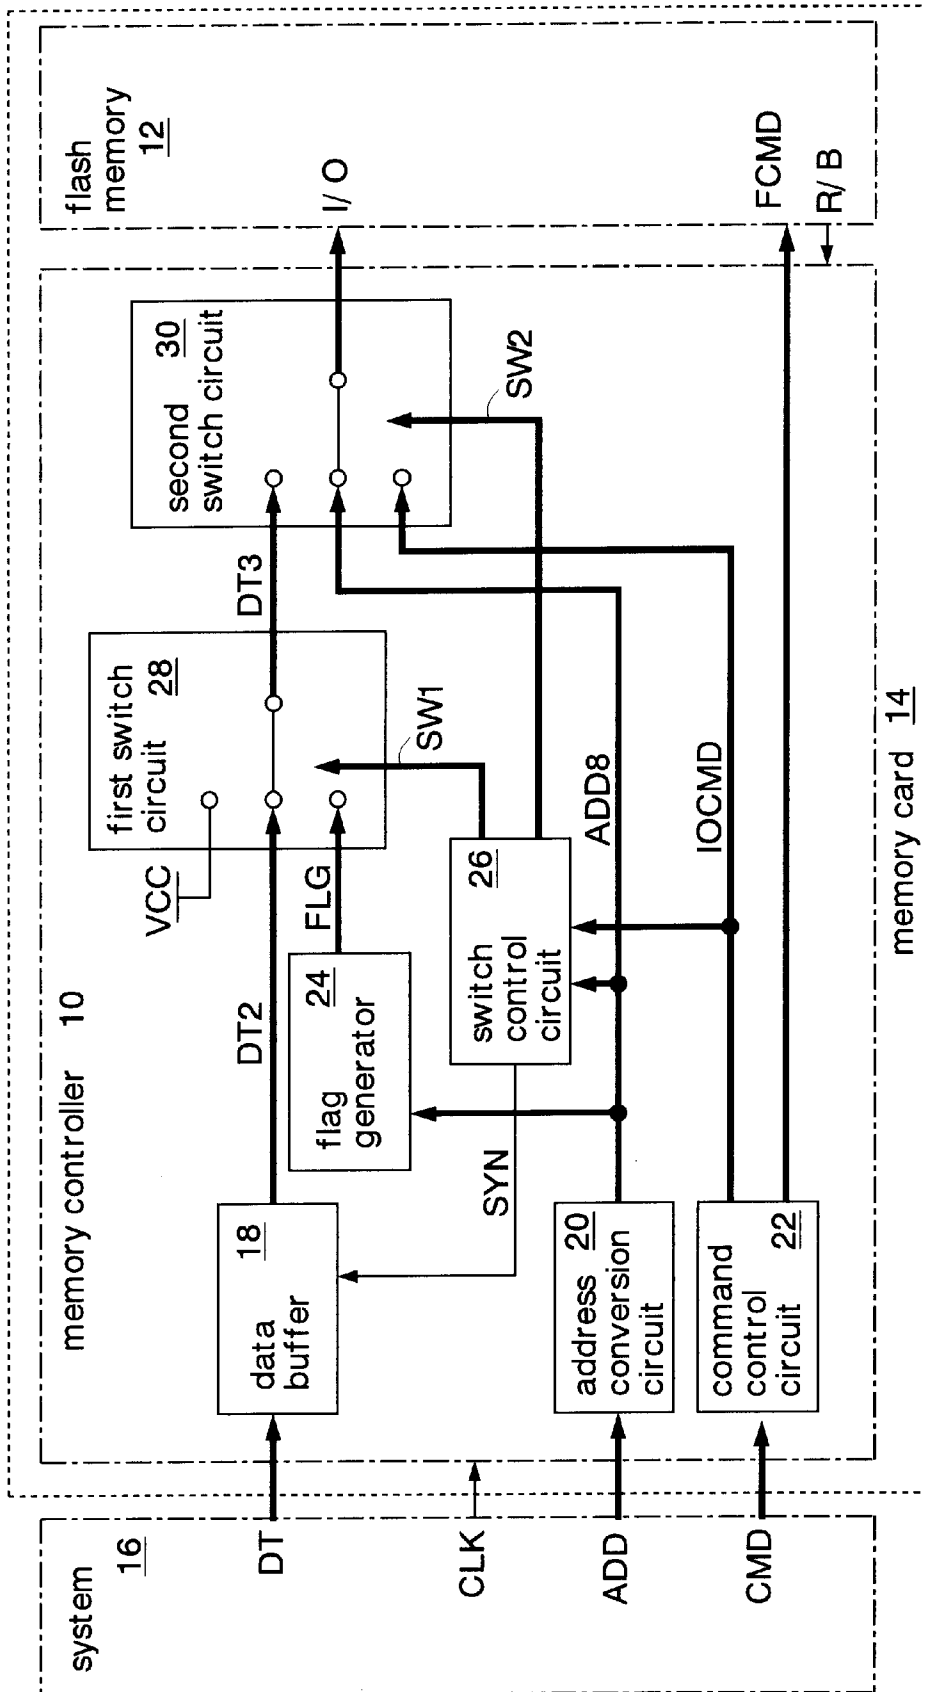 system
16
DT
CLK
ADD
CMD
memory controller 10
data
buffer
18
DT2
SYN
address
conversion
circuit
20
command
control
circuit
22
flag
generator
24
FLG
VCC
switch
control
circuit
26
first switch
circuit 28
SW1
ADD8
IOCMD
DT3
second
switch circuit
30
SW2
flash
memory
12
I/O
FCMD
R/B
memory card 14